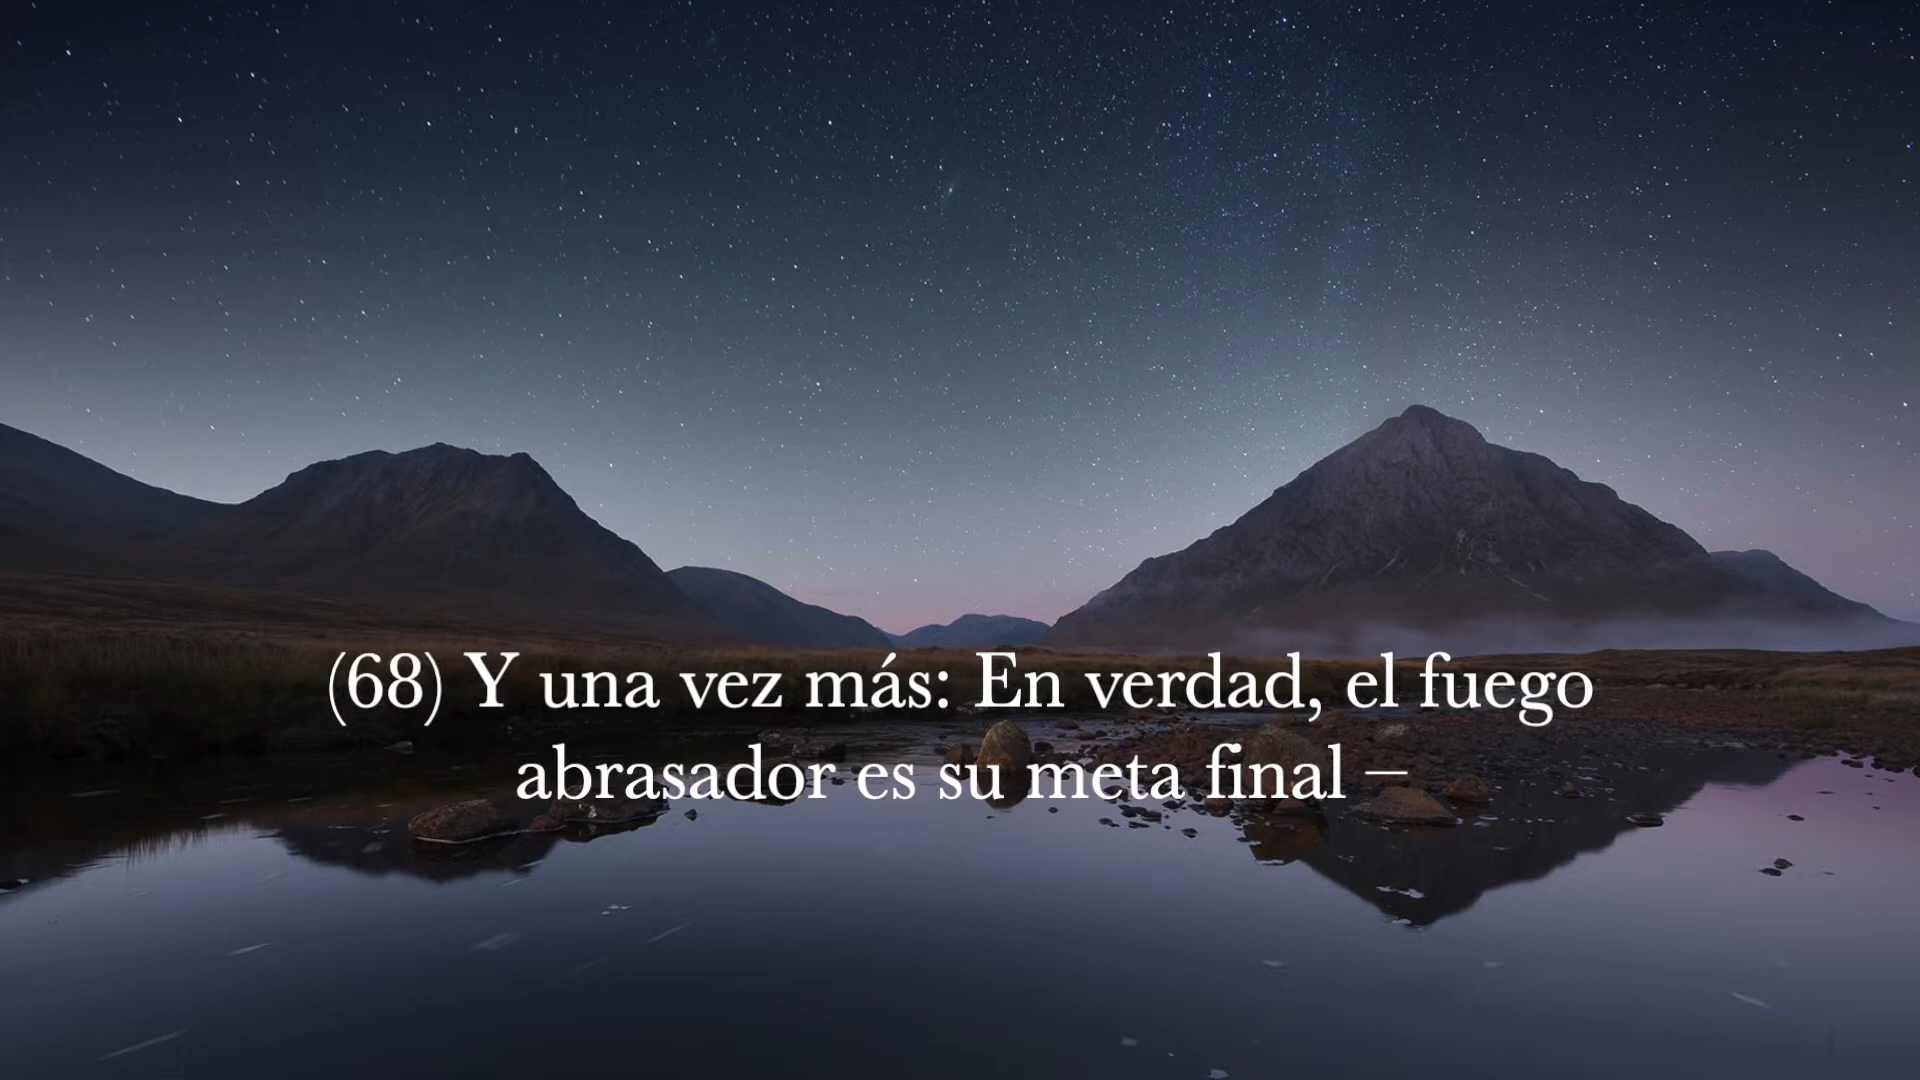 (68) Y una vez más: En verdad, el fuego
abrasador es su meta final —